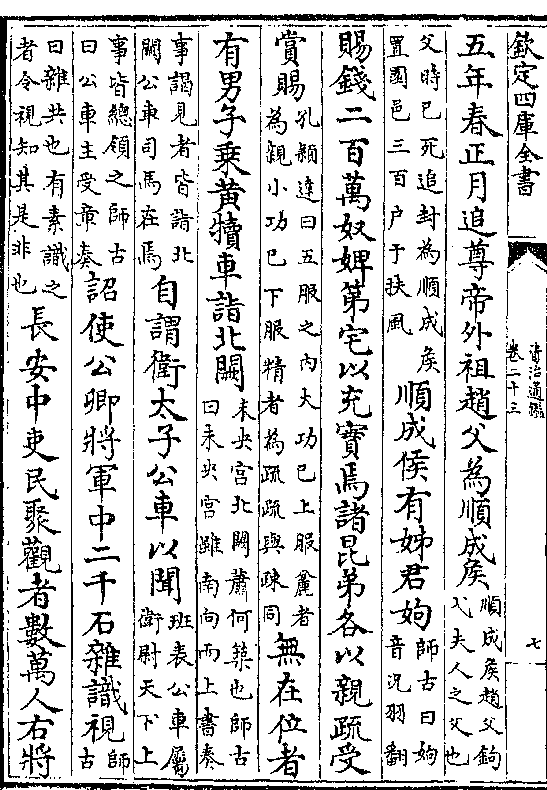 欽定四庫全書
資治通鑑
卷二十三
七
五年春正月追尊帝外祖趙父為順成矦順成矦趙父鉤弋夫人之父也
父時已死追封為順成矦置園邑三百户于扶風順成侯有姊君姁師古曰姁音况羽翻
賜錢二百萬奴婢第宅以充實焉諸昆弟各以親疏受
賞賜孔穎達曰五服之内大功已上服麤者為親小功已下服精者為疏疏與疎同無在位者
有男子乘黄犢車詣北闕未央宫北闕蕭何築也師古曰未央宫雖南向而上書奏
事謁見者皆詣北闕公車司馬在焉自謂衛太子公車以聞班表公車屬衛尉天下上
事皆總領之師古曰公車主受章奏詔使公卿將軍中二千石雜識視師古
曰雜共也有素識之者令視知其是非也長安中吏民聚觀者數萬人右將